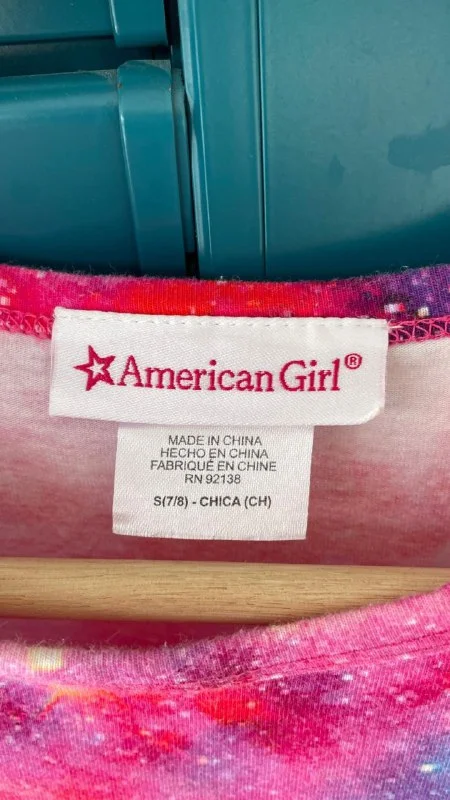 American Girl®
MADE IN CHINA
HECHO EN CHINA
FABRIQUÉ EN CHINE
RN 92138
S(7/8) - CHICA (CH)